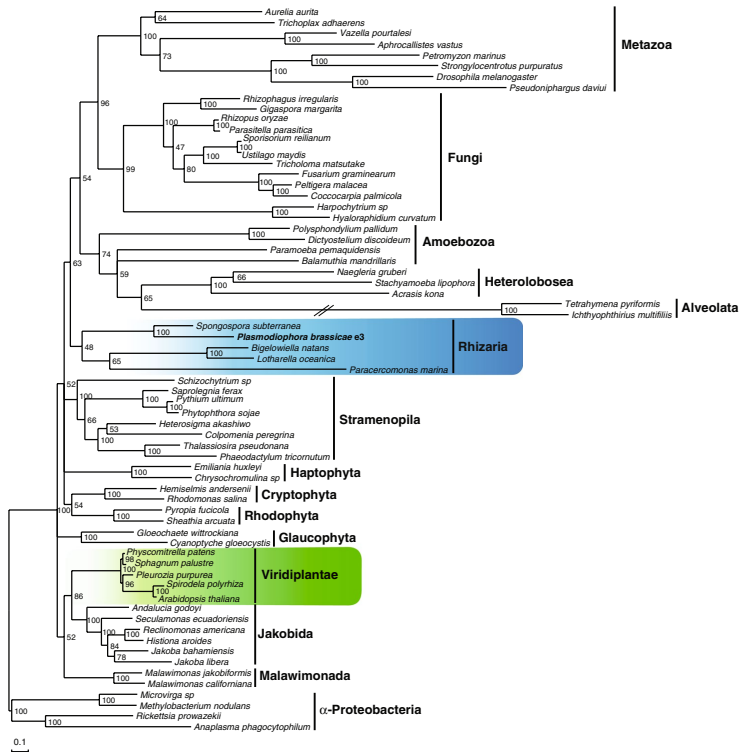 Aurelia aurita
64
Trichoplax adhaerens
100
Vazella pourtalesi
100
Aphrocallistes vastus
Metazoa
73
Petromyzon marinus
100
Strongylocentrotus purpuratus
100
Drosophila melanogaster
100
Pseudoniphargus daviui
96
Rhizophagus irregularis
100
Gigaspora margarita
Rhizopus oryzae
100
100
Parasitella parasitica
Sporisorium reilianum
100
47
100
Ustilago maydis
Fungi
80
Tricholoma matsutake
99
Fusarium graminearum
100
Peltigera malacea
100
100
Coccocarpia palmicola
54
Harpochytrium sp
100
Hyaloraphidium curvatum
Polysphondylium pallidum
100
Dictyostelium discoideum
Amoebozoa
74
Paramoeba pemaquidensis
63
Balamuthia mandrillaris
59
Naegleria gruberi
66
Stachyamoeba lipophora
Heterolobosea
100
Acrasis kona
65
Tetrahymena pyriformis
100
Alveolata
Ichthyophthirius multifiliis
Spongospora subterranea
100
Plasmodiophora brassicae e3
48
Bigelowiella natans
Rhizaria
100
Lotharella oceanica
65
Paracercomonas marina
52
Schizochytrium sp
100
Saprolegnia ferax
100
Pythium ultimum
100
Phytophthora sojae
66
Heterosigma akashiwo
Stramenopila
53
Colpomenia peregrina
100
Thalassiosira pseudonana
100
Phaeodactylum tricornutum
Emiliania huxleyi
100
Haptophyta
Chrysochromulina sp
Hemiselmis andersenii
100
Cryptophyta
Rhodomonas salina
54
100
Pyropia fucicola
100
Rhodophyta
Sheathia arcuata
Gloeochaete wittrockiana
100
Glaucophyta
Cyanoptyche gloeocystis
Physcomitrella patens
98
Sphagnum palustre
100
Pleurozia purpurea
Viridiplantae
96
Spirodela polyrhiza
100
Arabidopsis thaliana
86
Andalucia godoyi
100
Seculamonas ecuadoriensis
100
Reclinomonas americana
100
Histiona aroides
Jakobida
52
84
Jakoba bahamiensis
78
Jakoba libera
Malawimonas jakobiformis
100
Malawimonada
Malawimonas californiana
Microvirga sp
100
Methylobacterium nodulans
100
α-Proteobacteria
Rickettsia prowazekii
100
Anaplasma phagocytophilum
0.1